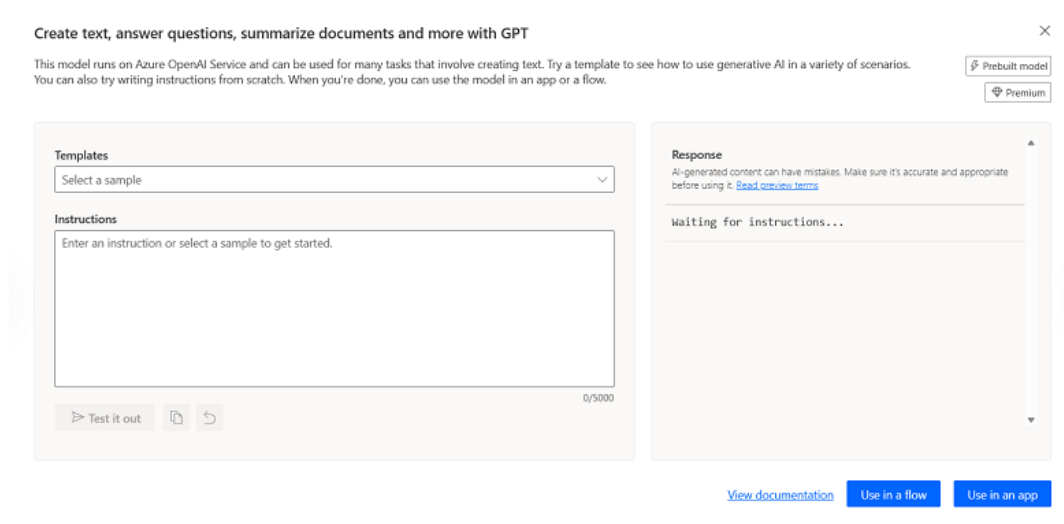 Create text, answer questions, summarize documents and more with GPT
This model runs on Azure OpenAI Service and can be used for many tasks that involve creating text. Try a template to see how to use generative AI in a variety of scenarios.
You can also try writing instructions from scratch. When you're done, you can use the model in an app or a flow.
Prebuilt model
Premium
Templates
Select a sample
Instructions
Enter an instruction or select a sample to get started.
0/5000
Test it out
Response
AI-generated content can have mistakes. Make sure it's accurate and appropriate
before using it. Read preview terms
Waiting for instructions...
View documentation
Use in a flow
Use in an app